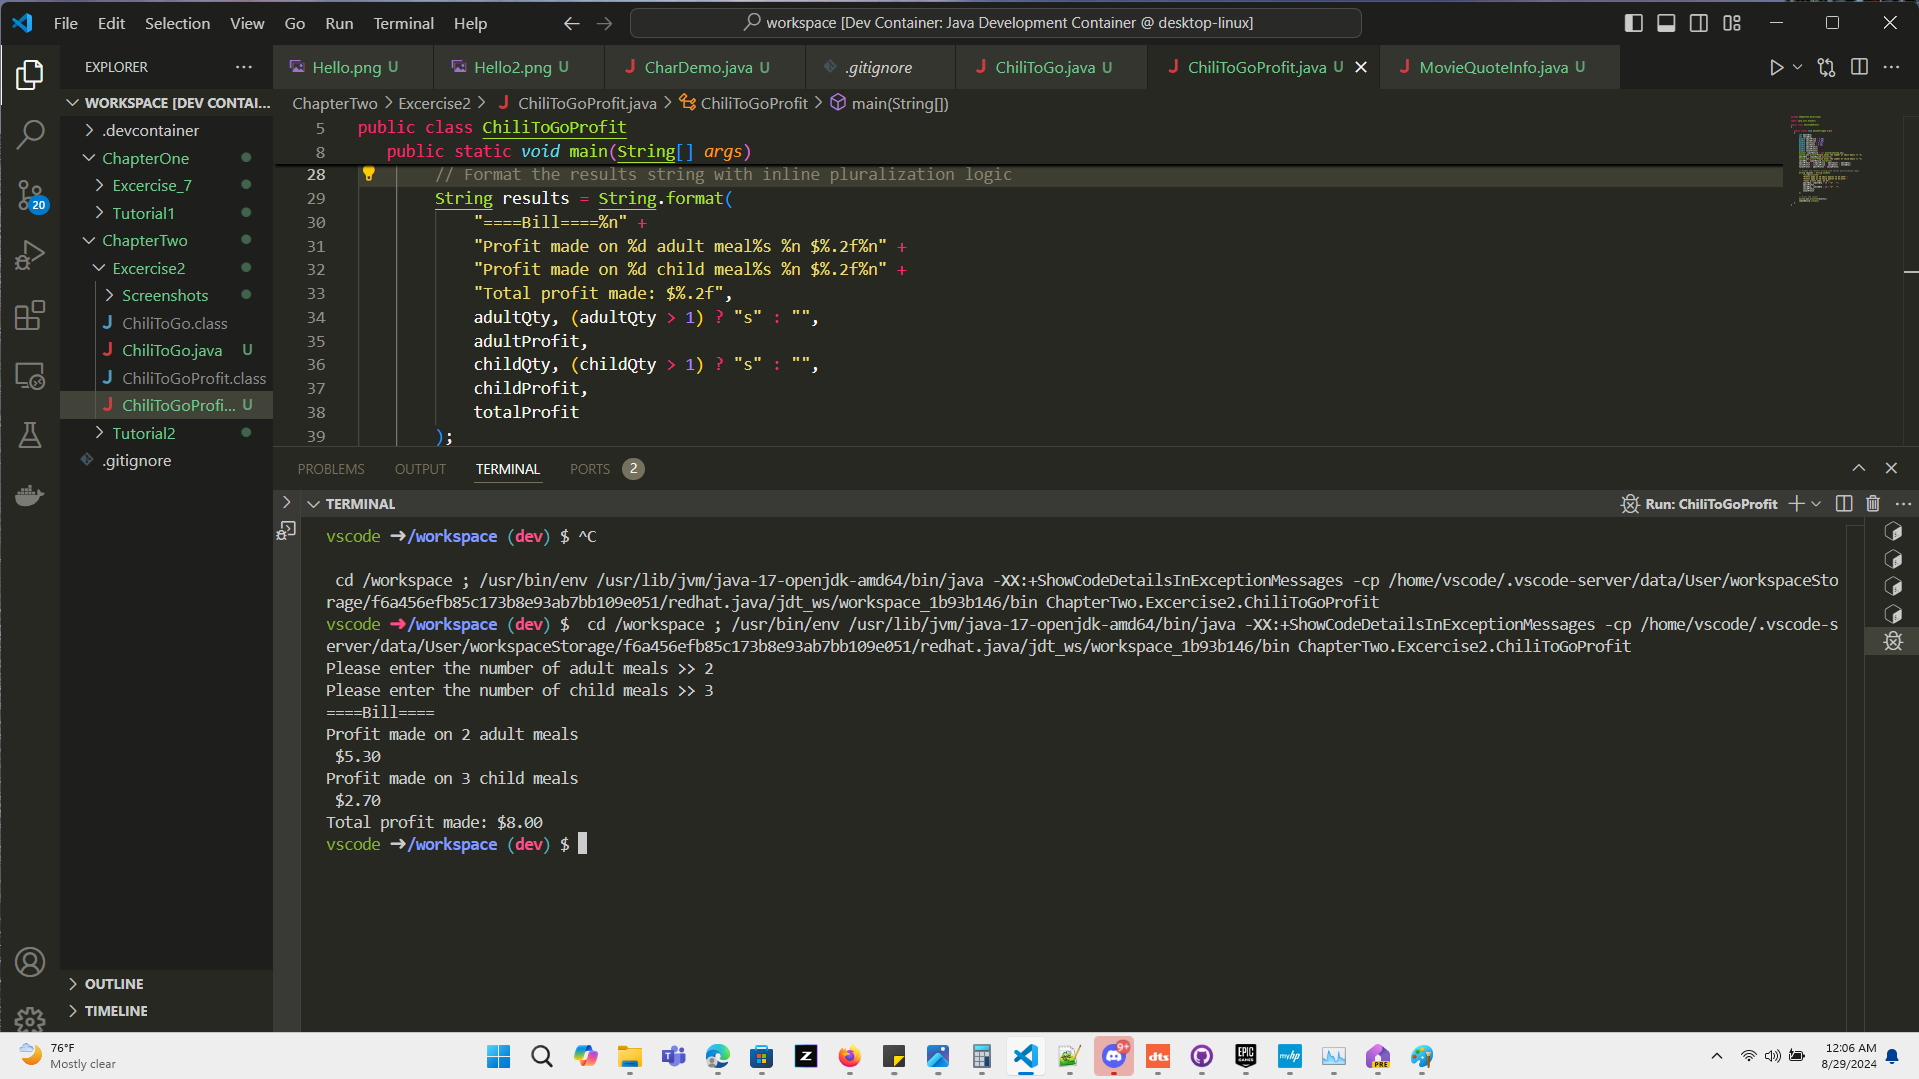 File Edit Selection View Go Run Terminal Help
workspace [Dev Container: Java Development Container @ desktop-linux]
EXPLORER
Hello.png U
Hello2.png U
CharDemo.java U
.gitignore
ChiliToGo.java U
ChiliToGoProfit.java U
MovieQuoteInfo.java U
WORKSPACE [DEV CONTAI...
.devcontainer
ChapterOne
Excercise_7
Tutorial1
ChapterTwo
Excercise2
Screenshots
ChiliToGo.class
ChiliToGo.java U
ChiliToGoProfit.class
ChiliToGoProfi... U
Tutorial2
.gitignore
20
OUTLINE
TIMELINE
ChapterTwo > Excercise2 > ChiliToGoProfit.java > ChiliToGoProfit > main(String[])
5 public class ChiliToGoProfit
8 public static void main(String[] args)
28 // Format the results string with inline pluralization logic
29 String results = String.format(
30 "====Bill====%n" +
31 "Profit made on %d adult meal%s %n $%.2f%n" +
32 "Profit made on %d child meal%s %n $%.2f%n" +
33 "Total profit made: $%.2f",
34 adultQty, (adultQty > 1) ? "s" : "",
35 adultProfit,
36 childQty, (childQty > 1) ? "s" : "",
37 childProfit,
38 totalProfit
39 );
PROBLEMS OUTPUT TERMINAL PORTS 2
TERMINAL
Run: ChiliToGoProfit
vscode ➜/workspace (dev) $ ^C
cd /workspace ; /usr/bin/env /usr/lib/jvm/java-17-openjdk-amd64/bin/java -XX:+ShowCodeDetailsInExceptionMessages -cp /home/vscode/.vscode-server/data/User/workspaceSto
rage/f6a456efb85c173b8e93ab7bb109e051/redhat.java/jdt_ws/workspace_1b93b146/bin ChapterTwo.Excercise2.ChiliToGoProfit
vscode ➜/workspace (dev) $ cd /workspace ; /usr/bin/env /usr/lib/jvm/java-17-openjdk-amd64/bin/java -XX:+ShowCodeDetailsInExceptionMessages -cp /home/vscode/.vscode-s
erver/data/User/workspaceStorage/f6a456efb85c173b8e93ab7bb109e051/redhat.java/jdt_ws/workspace_1b93b146/bin ChapterTwo.Excercise2.ChiliToGoProfit
Please enter the number of adult meals >> 2
Please enter the number of child meals >> 3
====Bill====
Profit made on 2 adult meals
$5.30
Profit made on 3 child meals
$2.70
Total profit made: $8.00
vscode ➜/workspace (dev) $
76°F
Mostly clear
Z
9+
dts
EPIC GAMES
myhp
PRE
12:06 AM
8/29/2024